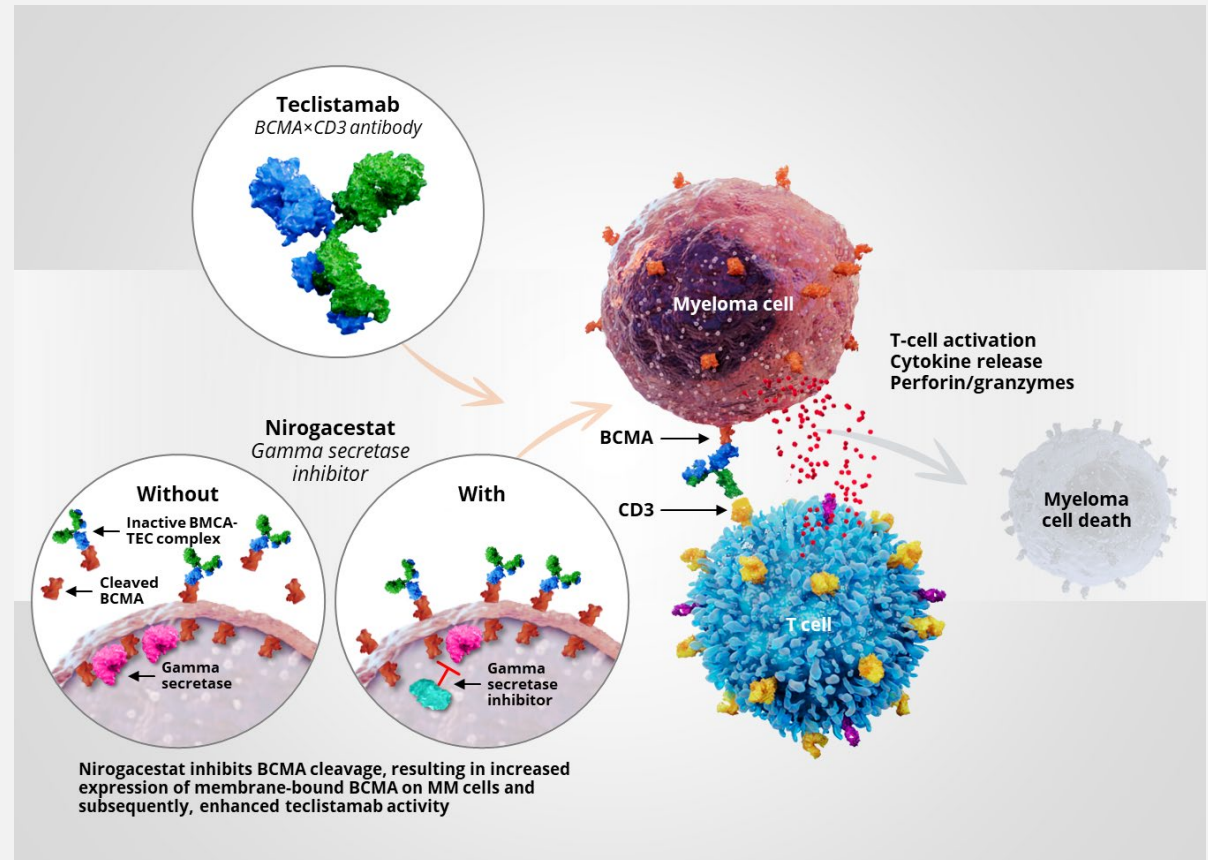 Teclistamab
BCMA×CD3 antibody
Myeloma cell
T-cell activation
Cytokine release
Perforin/granzymes
Nirogacestat
Gamma secretase
inhibitor
BCMA
CD3
Myeloma
cell death
T cell
Without
Inactive BMCA-
TEC complex
Cleaved
BCMA
Gamma
secretase
With
Gamma
secretase
inhibitor
Nirogacestat inhibits BCMA cleavage, resulting in increased
expression of membrane-bound BCMA on MM cells and
subsequently, enhanced teclistamab activity